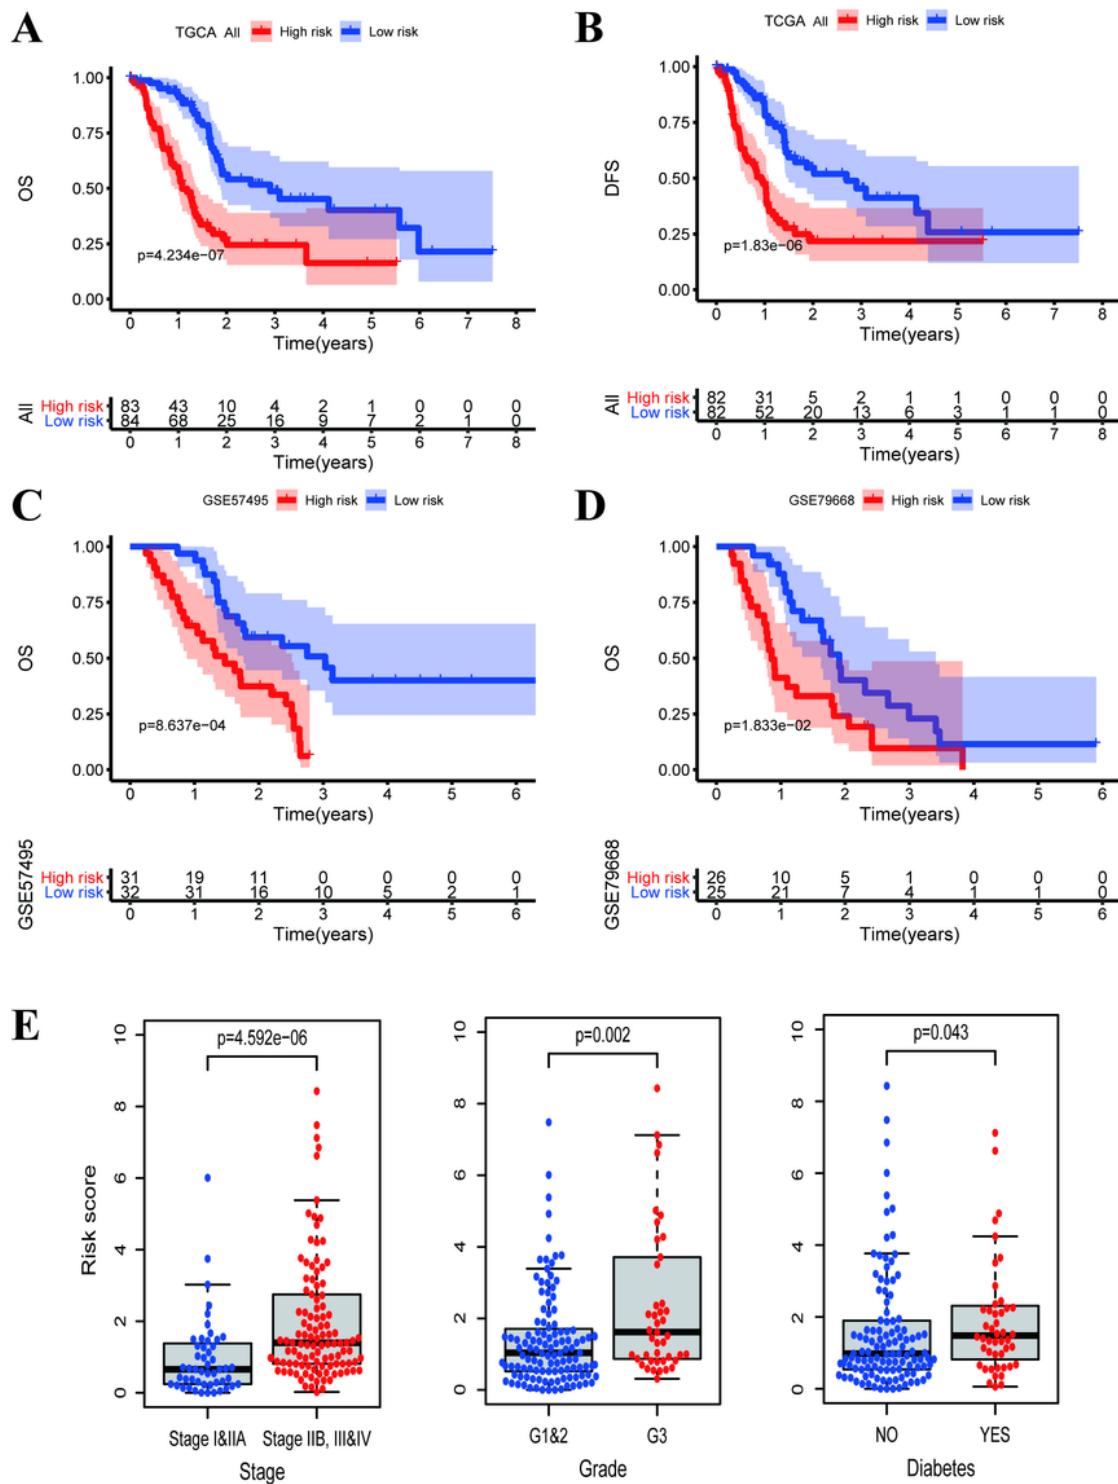 A
TGCA All High risk Low risk
OS
1.00
0.75
0.50
0.25
0.00
p=4.234e-07
0 1 2 3 4 5 6 7 8
Time(years)
All
High risk 83 43 10 4 2 1 0 0 0
Low risk 84 68 25 16 9 7 2 1 0
0 1 2 3 4 5 6 7 8
Time(years)
B
TCGA All High risk Low risk
DFS
1.00
0.75
0.50
0.25
0.00
p=1.83e-06
0 1 2 3 4 5 6 7 8
Time(years)
All
High risk 82 31 5 2 1 1 0 0 0
Low risk 82 52 20 13 6 3 1 1 0
0 1 2 3 4 5 6 7 8
Time(years)
C
GSE57495 High risk Low risk
OS
1.00
0.75
0.50
0.25
0.00
p=8.637e-04
0 1 2 3 4 5 6
Time(years)
GSE57495
High risk 31 19 11 0 0 0 0
Low risk 32 31 16 10 5 2 1
0 1 2 3 4 5 6
Time(years)
D
GSE79668 High risk Low risk
OS
1.00
0.75
0.50
0.25
0.00
p=1.833e-02
0 1 2 3 4 5 6
Time(years)
GSE79668
High risk 26 10 5 1 0 0 0
Low risk 25 21 7 4 1 1 0
0 1 2 3 4 5 6
Time(years)
E
Risk score
10
8
6
4
2
0
p=4.592e-06
Stage I&IIA Stage IIB, III&IV
Stage
10
8
6
4
2
0
p=0.002
G1&2 G3
Grade
10
8
6
4
2
0
p=0.043
NO YES
Diabetes